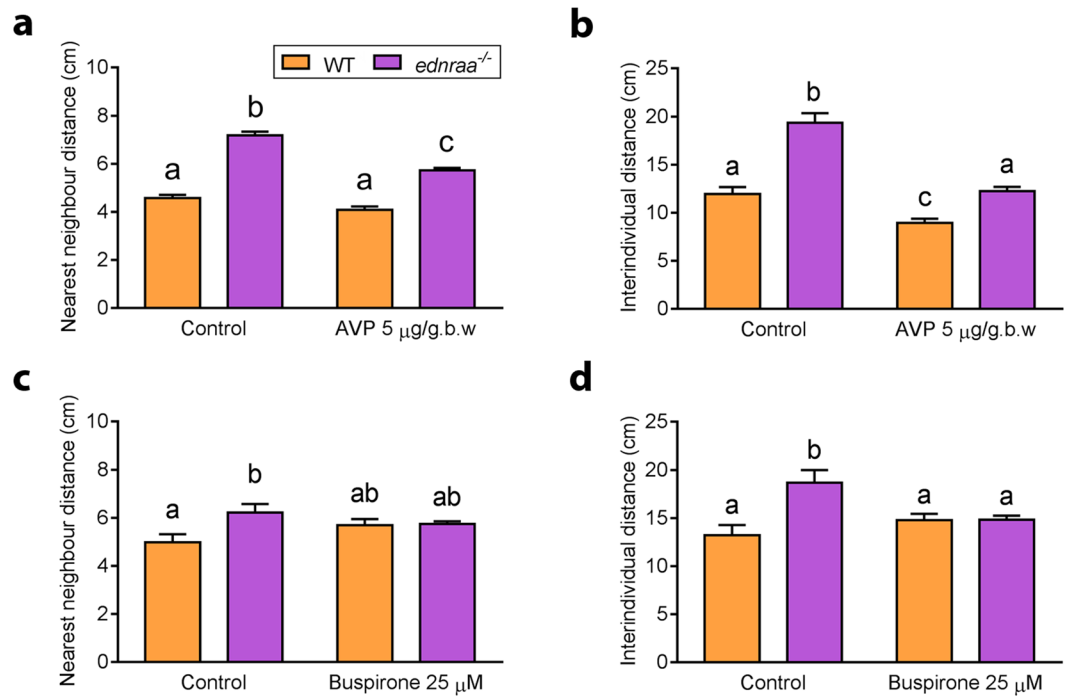 a
WT ednraa-/-
Nearest neighbour distance (cm)
10
8
6
4
2
0
a
b
a
c
Control
AVP 5 μg/g.b.w
b
Interindividual distance (cm)
25
20
15
10
5
0
a
b
c
a
Control
AVP 5 μg/g.b.w
c
Nearest neighbour distance (cm)
10
8
6
4
2
0
a
b
ab
ab
Control
Buspirone 25 μM
d
Interindividual distance (cm)
25
20
15
10
5
0
a
b
a
a
Control
Buspirone 25 μM